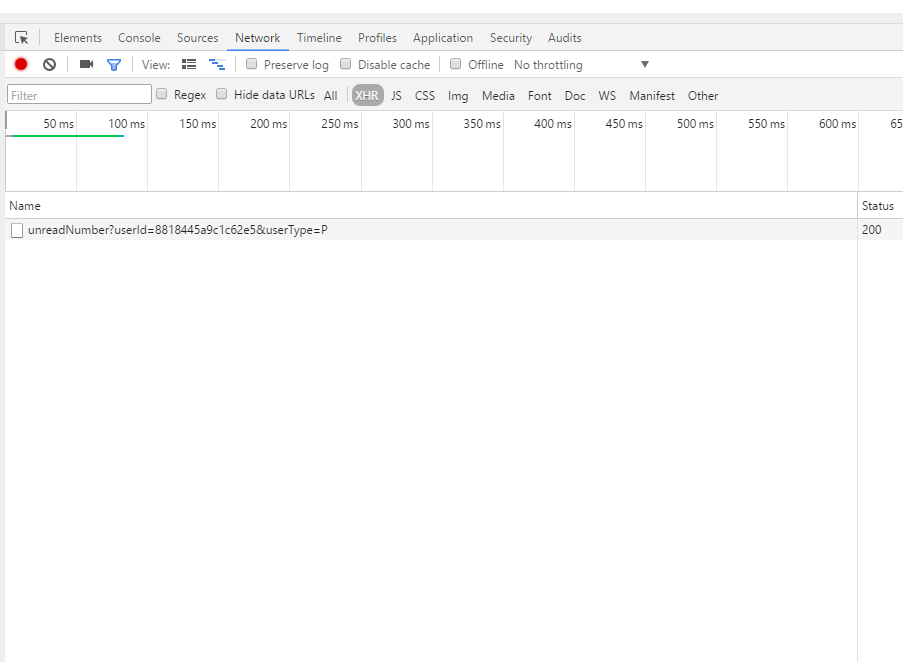 Elements Console Sources Network Timeline Profiles Application Security Audits
View: Preserve log Disable cache Offline No throttling
Filter Regex Hide data URLs All XHR JS CSS Img Media Font Doc WS Manifest Other
50 ms 100 ms 150 ms 200 ms 250 ms 300 ms 350 ms 400 ms 450 ms 500 ms 550 ms 600 ms 65
Name Status
unreadNumber?userId=8818445a9c1c62e5&userType=P 200